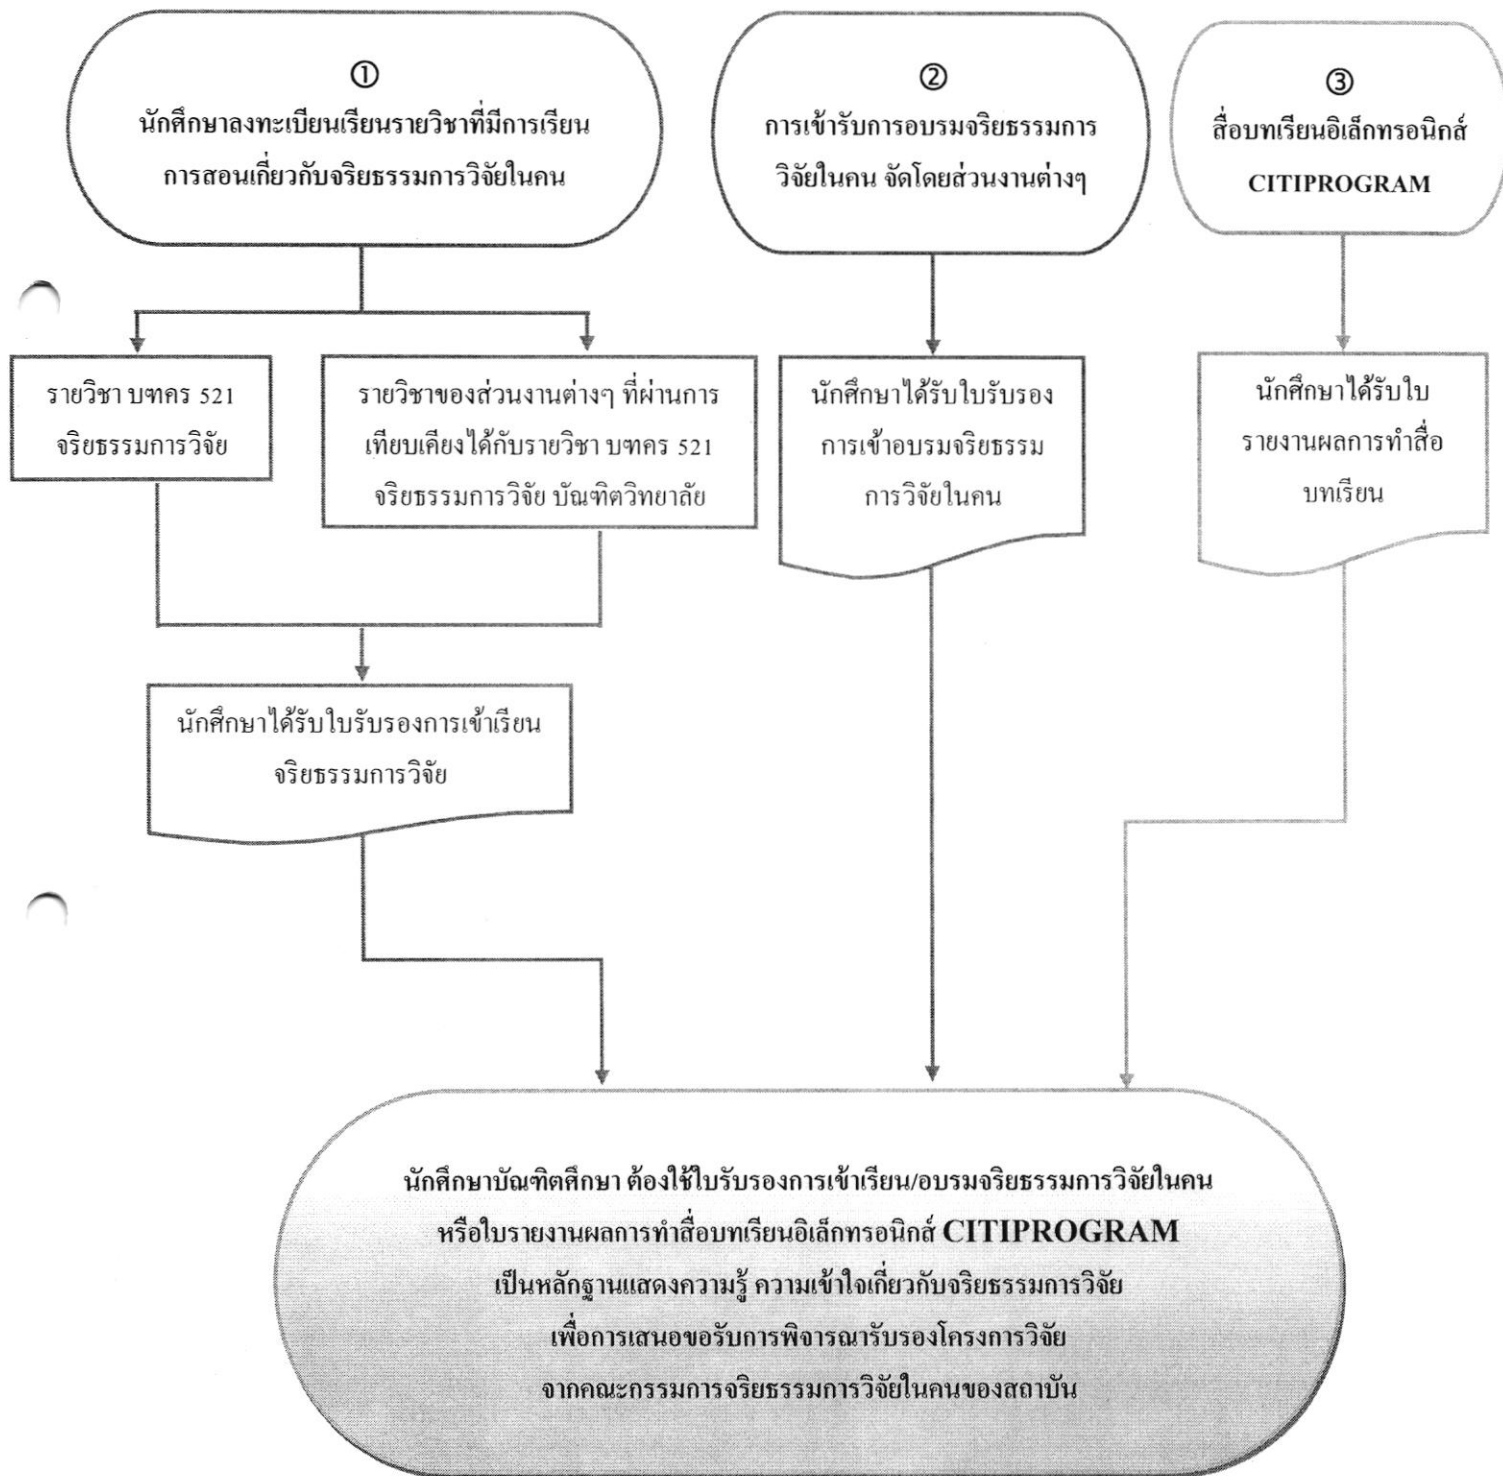 ①
นักศึกษาลงทะเบียนเรียนรายวิชาที่มีการเรียน
การสอนเกี่ยวกับจริยธรรมการวิจัยในคน
②
การเข้ารับการอบรมจริยธรรมการ
วิจัยในคน จัดโดยส่วนงานต่างๆ
③
สื่อบทเรียนอิเล็กทรอนิกส์
CITIPROGRAM
รายวิชา บฑคร 521
จริยธรรมการวิจัย
รายวิชาของส่วนงานต่างๆ ที่ผ่านการ
เทียบเคียงได้กับรายวิชา บฑคร 521
จริยธรรมการวิจัย บัณฑิตวิทยาลัย
นักศึกษาได้รับใบรับรอง
การเข้าอบรมจริยธรรม
การวิจัยในคน
นักศึกษาได้รับใบ
รายงานผลการทำสื่อ
บทเรียน
นักศึกษาได้รับใบรับรองการเข้าเรียน
จริยธรรมการวิจัย
นักศึกษาบัณฑิตศึกษา ต้องใช้ใบรับรองการเข้าเรียน/อบรมจริยธรรมการวิจัยในคน
หรือใบรายงานผลการทำสื่อบทเรียนอิเล็กทรอนิกส์ CITIPROGRAM
เป็นหลักฐานแสดงความรู้ ความเข้าใจเกี่ยวกับจริยธรรมการวิจัย
เพื่อการเสนอขอรับการพิจารณารับรองโครงการวิจัย
จากคณะกรรมการจริยธรรมการวิจัยในคนของสถาบัน